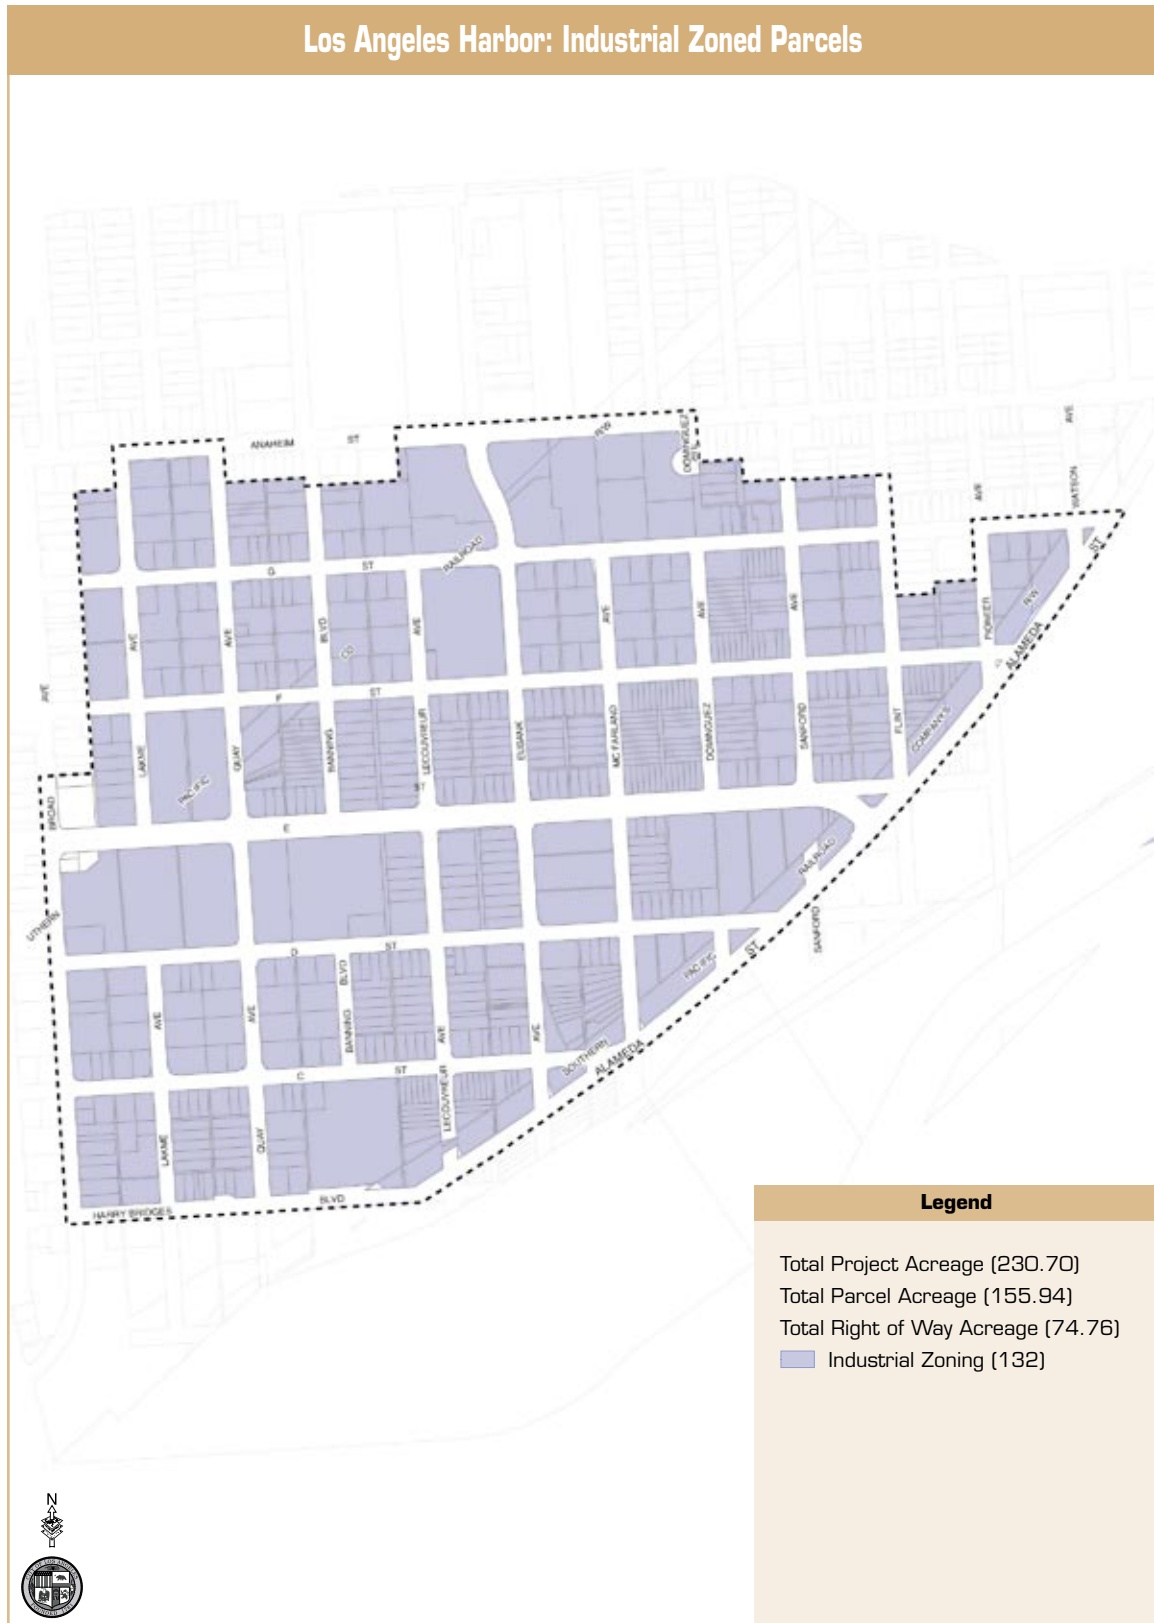 Los Angeles Harbor: Industrial Zoned Parcels
ANAHEIM
ST
R/W
DOMINGUEZ
AVE
WATSON
AVE
ST
G
ST
RAILROAD
AVE
AVE
BLVD
CO
AVE
AVE
AVE
AVE
PIONEER
R/W
ALAMEDA
AVE
F
ST
LAKME
PACIFIC
QUAY
BANNING
LECOUVREUR
EUBANK
MC FARLAND
DOMINGUEZ
SANFORD
FLINT
COMPANKS
BROAD
E
ST
RAILROAD
UTHERN
D
ST
SANFORD
ST
PACIFIC
AVE
AVE
BLVD
BANNING
AVE
AVE
SOUTHERN
ALAMEDA
C
ST
LAKME
QUAY
LECOUVREUR
HARRY BRIDGES
BLVD
Legend
Total Project Acreage (230.70)
Total Parcel Acreage (155.94)
Total Right of Way Acreage (74.76)
Industrial Zoning (132)
N